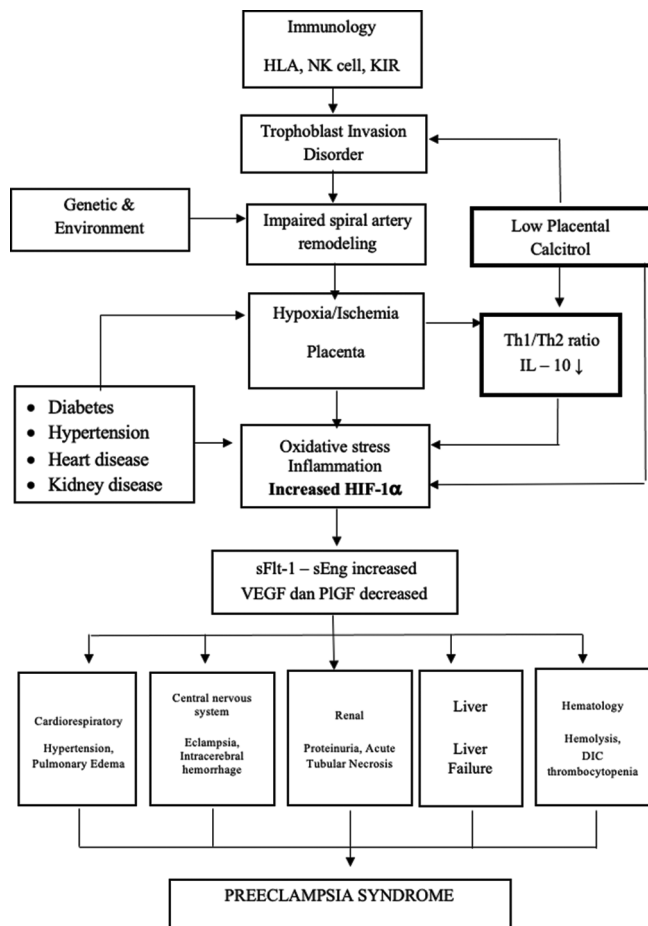 Immunology
HLA, NK cell, KIR
Trophoblast Invasion
Disorder
Genetic &
Environment
Impaired spiral artery
remodeling
Low Placental
Calcitrol
Hypoxia/Ischemia
Placenta
Th1/Th2 ratio
IL – 10 ↓
• Diabetes
• Hypertension
• Heart disease
• Kidney disease
Oxidative stress
Inflammation
Increased HIF-1α
sFlt-1 – sEng increased
VEGF dan PlGF decreased
Cardiorespiratory
Hypertension,
Pulmonary Edema
Central nervous
system
Eclampsia,
Intracerebral
hemorrhage
Renal
Proteinuria, Acute
Tubular Necrosis
Liver
Liver
Failure
Hematology
Hemolysis,
DIC
thrombocytopenia
PREECLAMPSIA SYNDROME